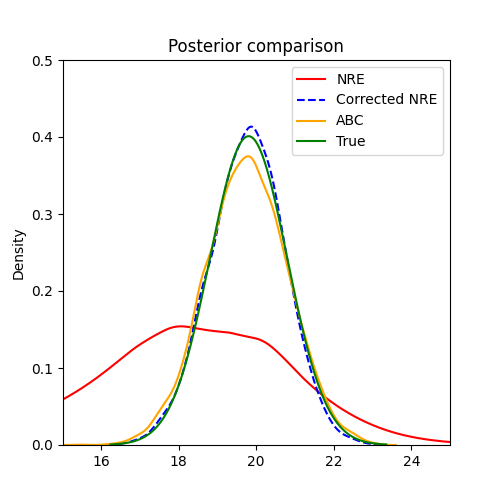 Posterior comparison
NRE
Corrected NRE
ABC
True
Density
0.5
0.4
0.3
0.2
0.1
0.0
16 18 20 22 24